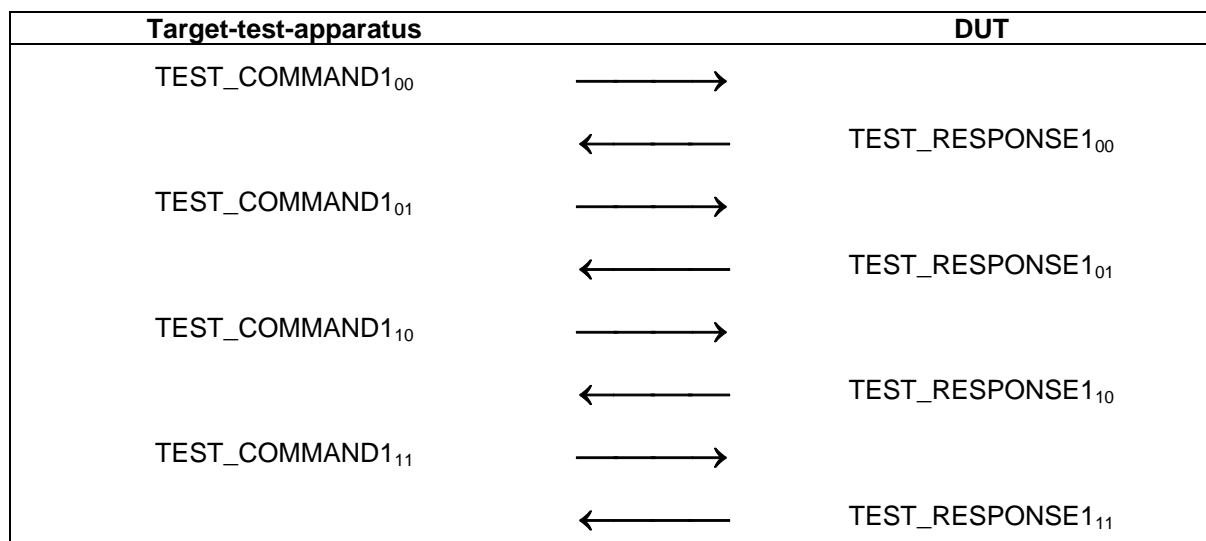 Target-test-apparatus DUT
TEST_COMMAND1₀₀
TEST_RESPONSE1₀₀
TEST_COMMAND1₀₁
TEST_RESPONSE1₀₁
TEST_COMMAND1₁₀
TEST_RESPONSE1₁₀
TEST_COMMAND1₁₁
TEST_RESPONSE1₁₁